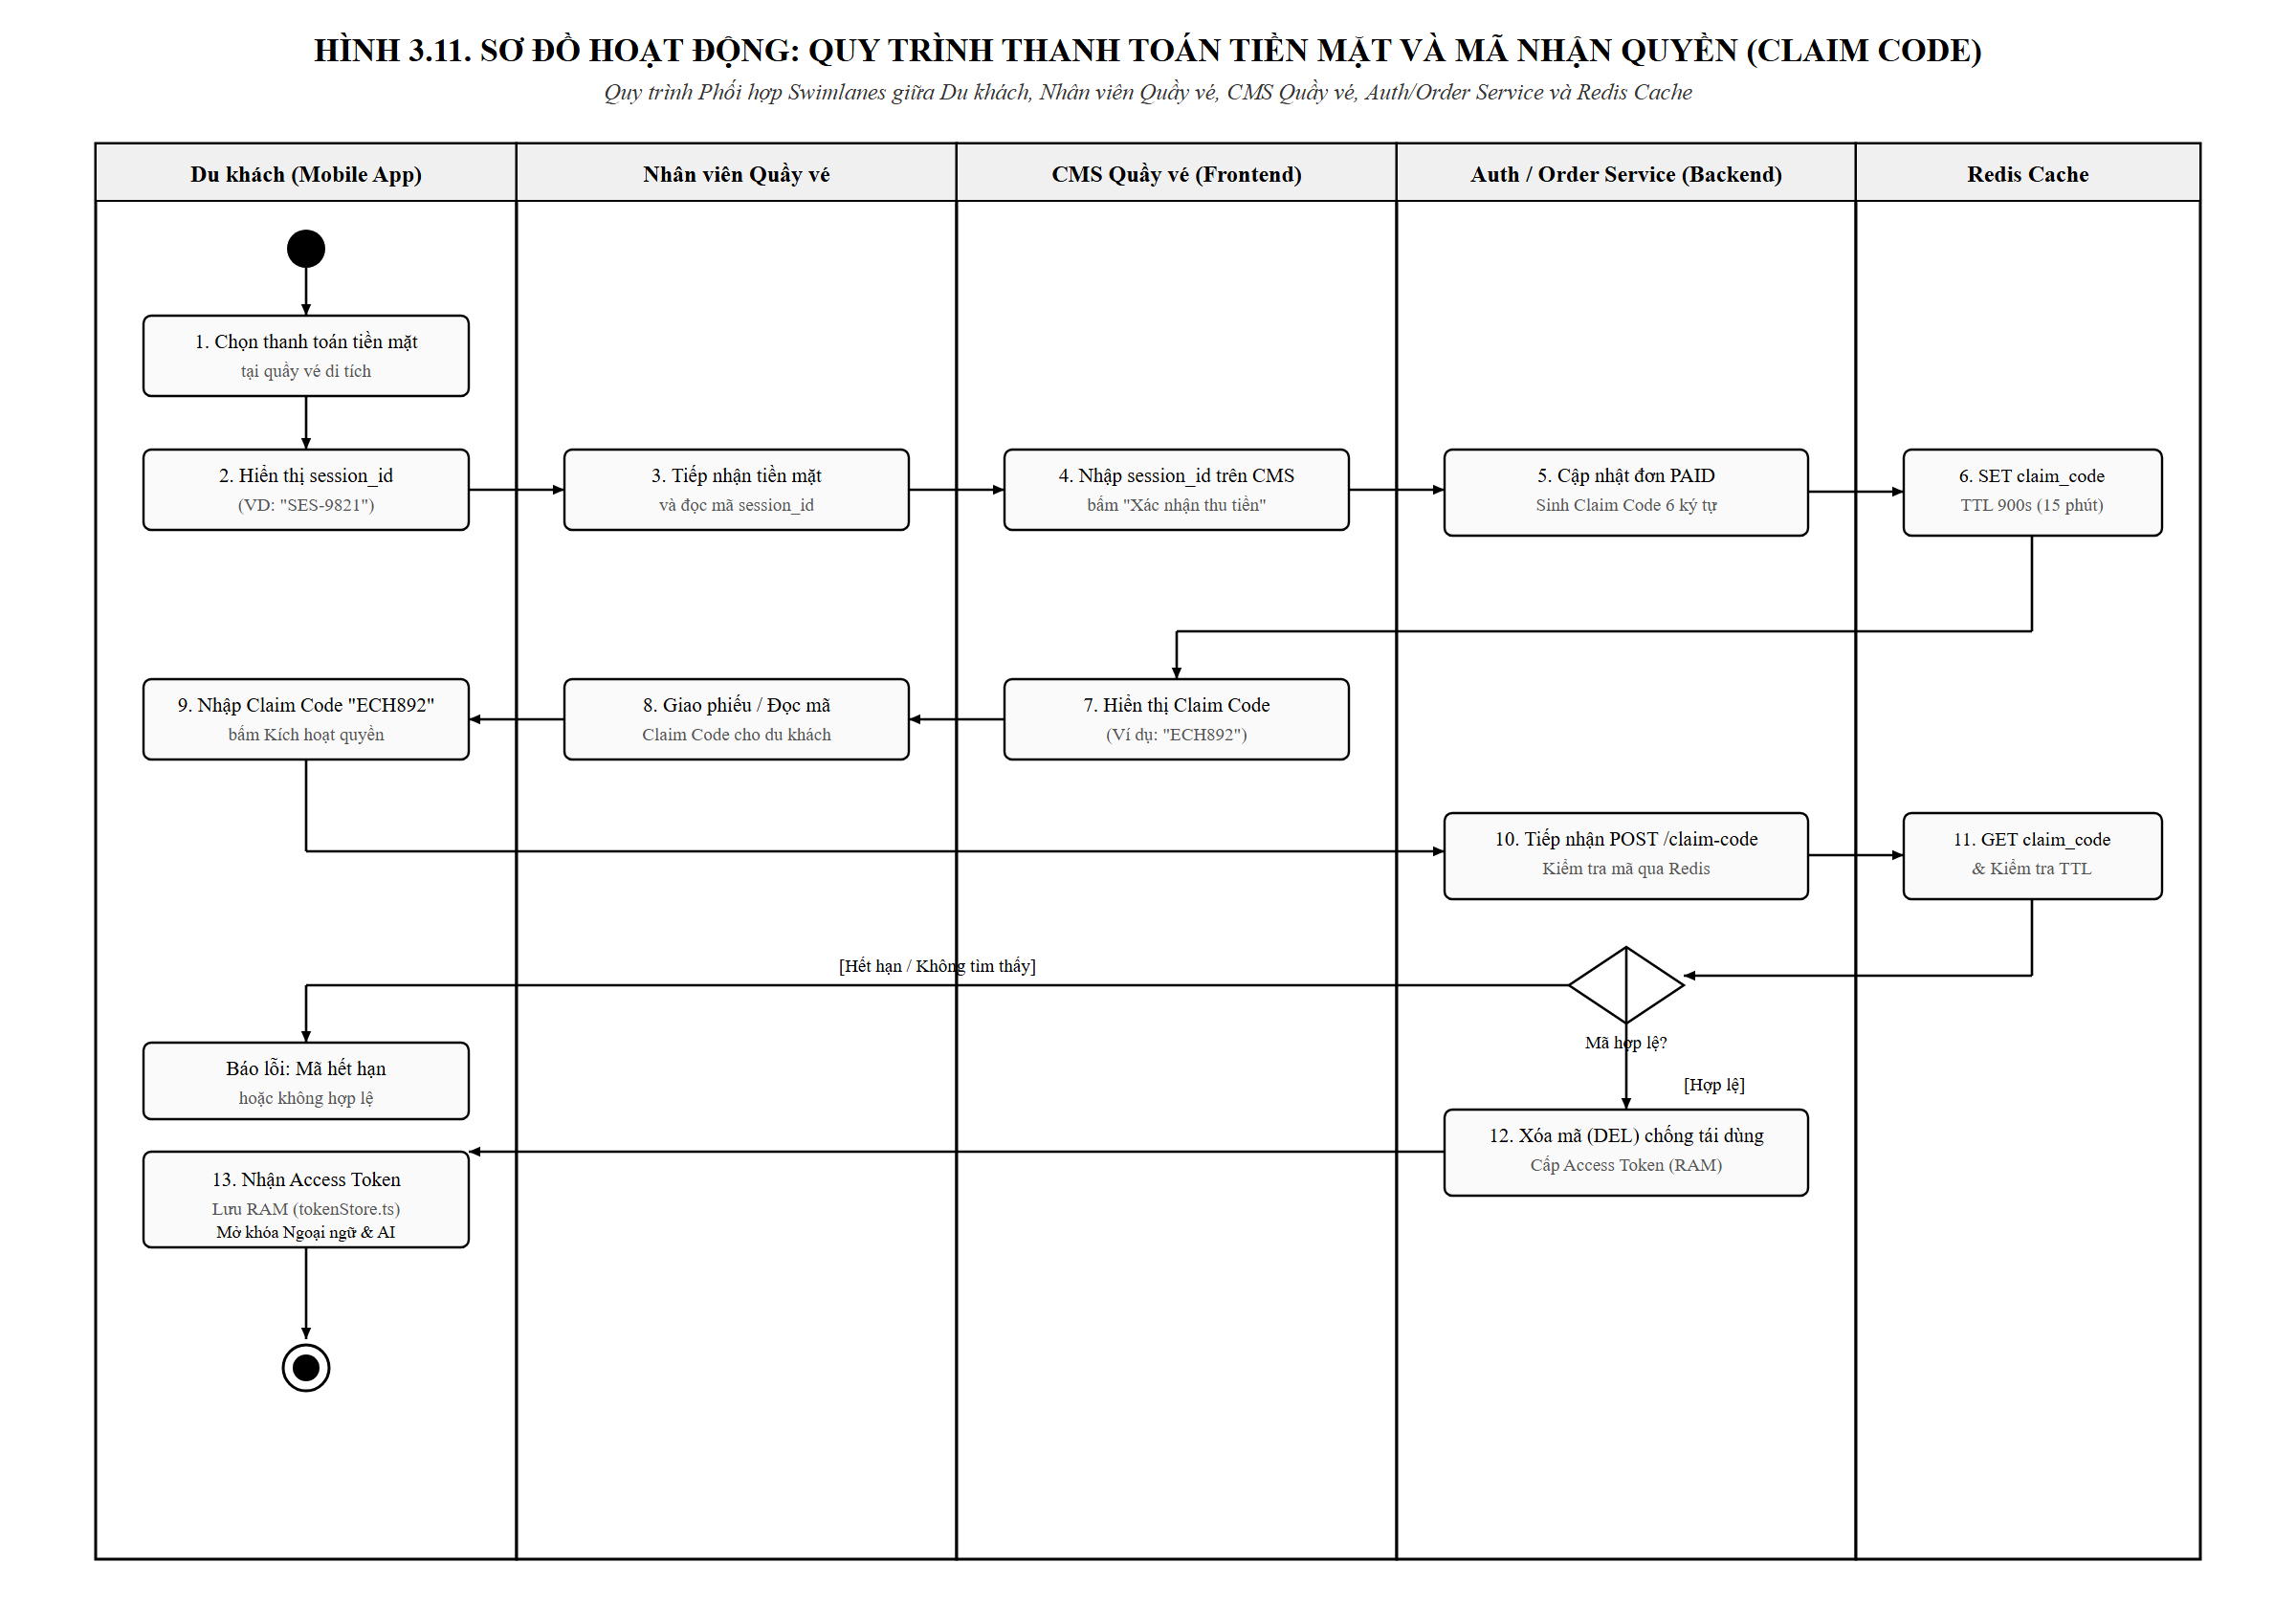 HÌNH 3.11. SƠ ĐỒ HOẠT ĐỘNG: QUY TRÌNH THANH TOÁN TIỀN MẶT VÀ MÃ NHẬN QUYỀN (CLAIM CODE)
Quy trình Phối hợp Swimlanes giữa Du khách, Nhân viên Quầy vé, CMS Quầy vé, Auth/Order Service và Redis Cache
Du khách (Mobile App)
Nhân viên Quầy vé
CMS Quầy vé (Frontend)
Auth / Order Service (Backend)
Redis Cache
1. Chọn thanh toán tiền mặt
tại quầy vé di tích
2. Hiển thị session_id
(VD: "SES-9821")
3. Tiếp nhận tiền mặt
và đọc mã session_id
4. Nhập session_id trên CMS
bấm "Xác nhận thu tiền"
5. Cập nhật đơn PAID
Sinh Claim Code 6 ký tự
6. SET claim_code
TTL 900s (15 phút)
9. Nhập Claim Code "ECH892"
bấm Kích hoạt quyền
8. Giao phiếu / Đọc mã
Claim Code cho du khách
7. Hiển thị Claim Code
(Ví dụ: "ECH892")
10. Tiếp nhận POST /claim-code
Kiểm tra mã qua Redis
11. GET claim_code
& Kiểm tra TTL
[Hết hạn / Không tìm thấy]
Mã hợp lệ?
[Hợp lệ]
Báo lỗi: Mã hết hạn
hoặc không hợp lệ
12. Xóa mã (DEL) chống tái dùng
Cấp Access Token (RAM)
13. Nhận Access Token
Lưu RAM (tokenStore.ts)
Mở khóa Ngoại ngữ & AI